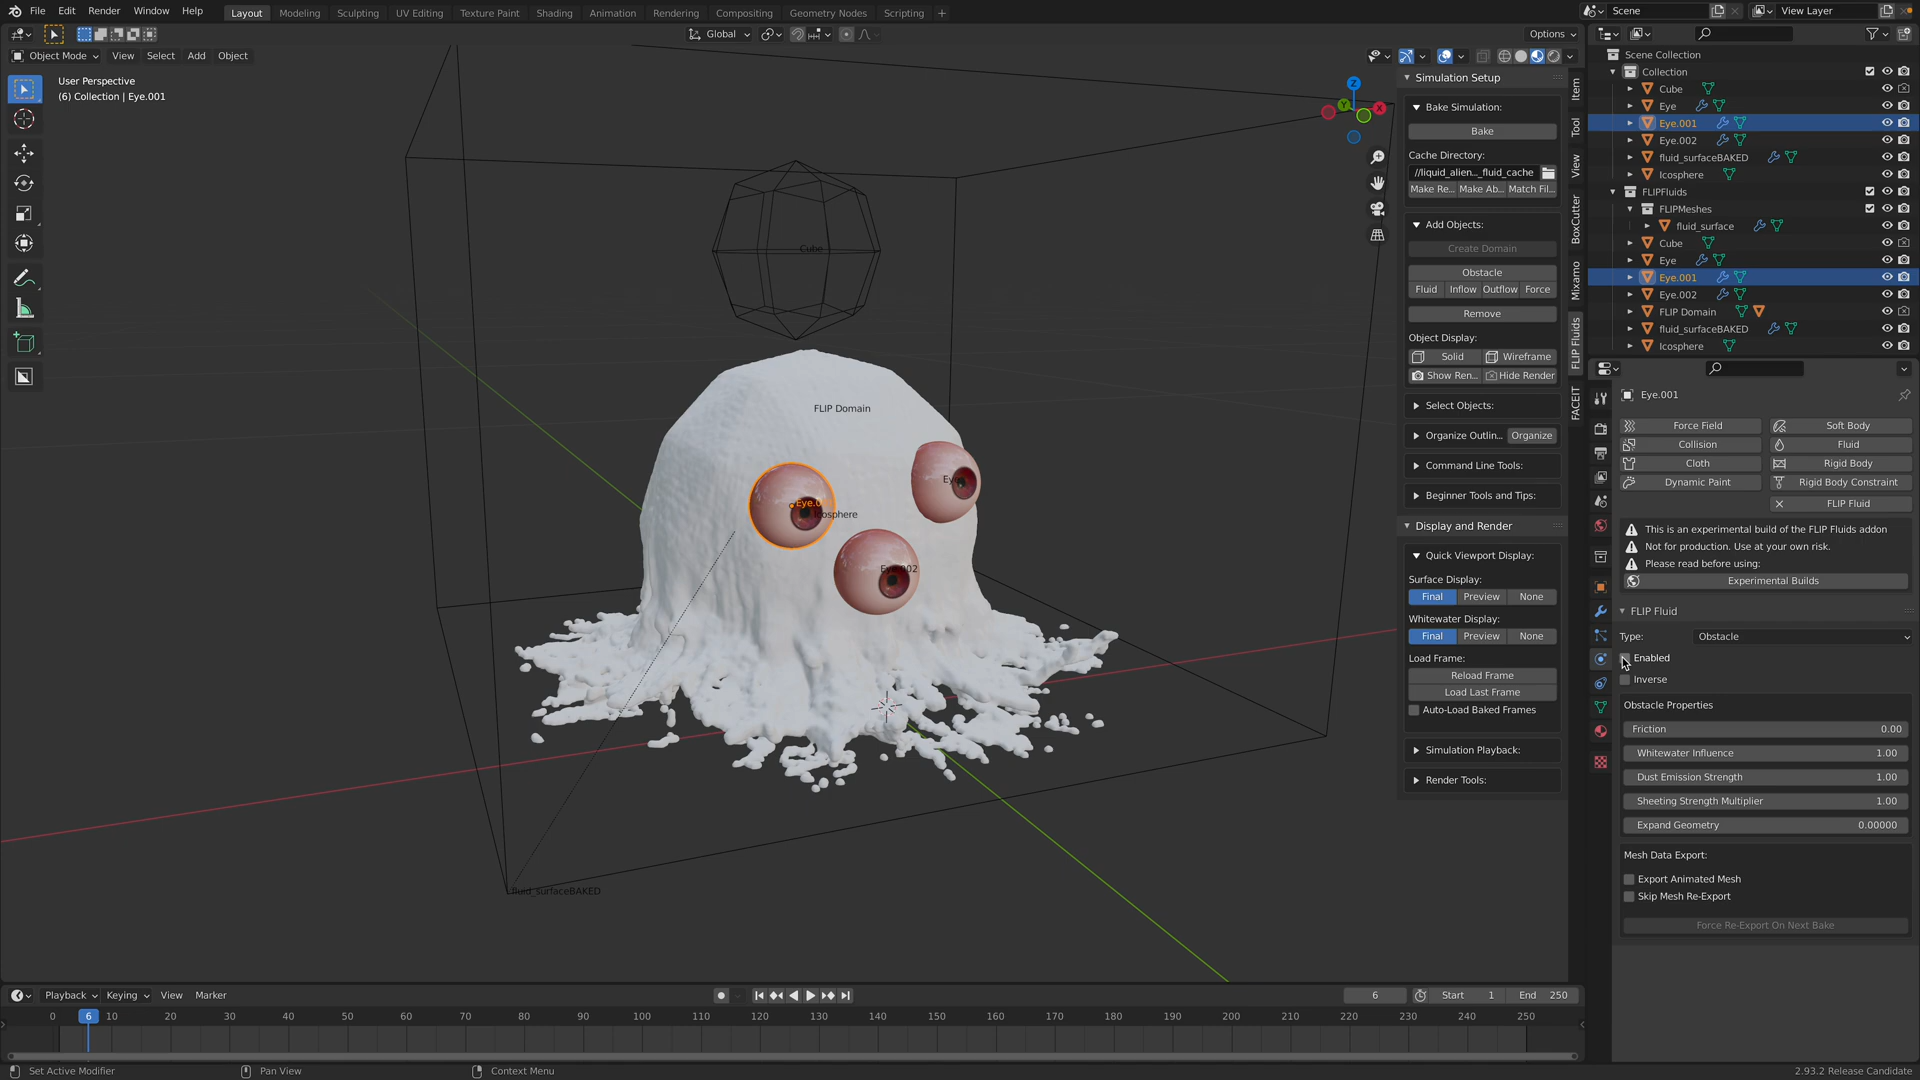 File Edit Render Window Help
Layout Modeling Sculpting UV Editing Texture Paint Shading Animation Rendering Compositing Geometry Nodes Scripting +
Scene
View Layer
Global
Options
Object Mode View Select Add Object
User Perspective
(6) Collection | Eye.001
Z
Y
X
Cube
FLIP Domain
Icosphere
Eye.002
fluid_surfaceBAKED
Simulation Setup
Bake Simulation:
Bake
Cache Directory:
//liquid_alien..._fluid_cache
Make Re... Make Ab... Match Fil...
Add Objects:
Create Domain
Obstacle
Fluid Inflow Outflow Force
Remove
Object Display:
Solid Wireframe
Show Ren... Hide Render
Select Objects:
Organize Outlin... Organize
Command Line Tools:
Beginner Tools and Tips:
Display and Render
Quick Viewport Display:
Surface Display:
Final Preview None
Whitewater Display:
Final Preview None
Load Frame:
Reload Frame
Load Last Frame
Auto-Load Baked Frames
Simulation Playback:
Render Tools:
Item
Tool
View
BoxCutter
Mixamo
FLIP Fluids
FACEIT
Scene Collection
Collection
Cube
Eye
Eye.001
Eye.002
fluid_surfaceBAKED
Icosphere
FLIPFluids
FLIPMeshes
fluid_surface
Cube
Eye
Eye.001
Eye.002
FLIP Domain
fluid_surfaceBAKED
Icosphere
Eye.001
Force Field Soft Body
Collision Fluid
Cloth Rigid Body
Dynamic Paint Rigid Body Constraint
FLIP Fluid
This is an experimental build of the FLIP Fluids addon
Not for production. Use at your own risk.
Please read before using:
Experimental Builds
FLIP Fluid
Type: Obstacle
Enabled
Inverse
Obstacle Properties
Friction 0.00
Whitewater Influence 1.00
Dust Emission Strength 1.00
Sheeting Strength Multiplier 1.00
Expand Geometry 0.00000
Mesh Data Export:
Export Animated Mesh
Skip Mesh Re-Export
Force Re-Export On Next Bake
Playback Keying View Marker
6 Start 1 End 250
0 6 10 20 30 40 50 60 70 80 90 100 110 120 130 140 150 160 170 180 190 200 210 220 230 240 250
Set Active Modifier Pan View Context Menu
2.93.2 Release Candidate